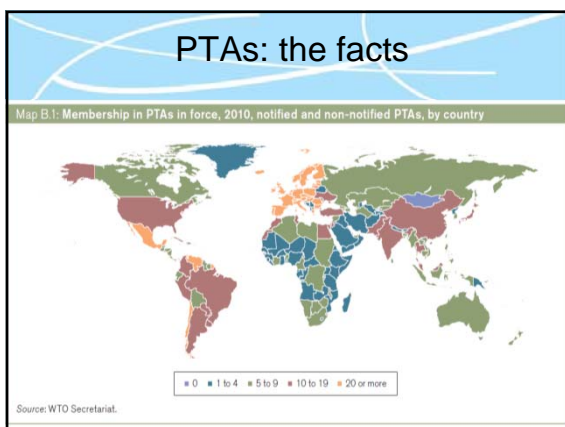 PTAs: the facts
Map B.1: Membership in PTAs in force, 2010, notified and non-notified PTAs, by country
0 1 to 4 5 to 9 10 to 19 20 or more
Source: WTO Secretariat.